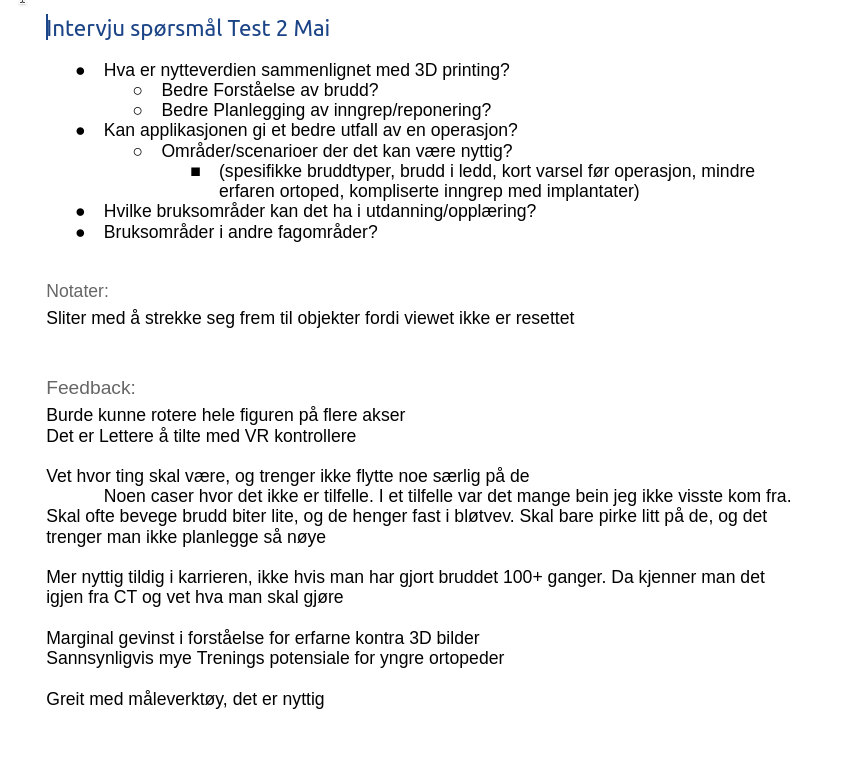 Intervju spørsmål Test 2 Mai
● Hva er nytteverdien sammenlignet med 3D printing?
○ Bedre Forståelse av brudd?
○ Bedre Planlegging av inngrep/reponering?
● Kan applikasjonen gi et bedre utfall av en operasjon?
○ Områder/scenarioer der det kan være nyttig?
■ (spesifikke bruddtyper, brudd i ledd, kort varsel før operasjon, mindre
erfaren ortoped, kompliserte inngrep med implantater)
● Hvilke bruksområder kan det ha i utdanning/opplæring?
● Bruksområder i andre fagområder?
Notater:
Sliter med å strekke seg frem til objekter fordi viewet ikke er resettet
Feedback:
Burde kunne rotere hele figuren på flere akser
Det er Lettere å tilte med VR kontrollere
Vet hvor ting skal være, og trenger ikke flytte noe særlig på de
Noen caser hvor det ikke er tilfelle. I et tilfelle var det mange bein jeg ikke visste kom fra.
Skal ofte bevege brudd biter lite, og de henger fast i bløtvev. Skal bare pirke litt på de, og det
trenger man ikke planlegge så nøye
Mer nyttig tildig i karrieren, ikke hvis man har gjort bruddet 100+ ganger. Da kjenner man det
igjen fra CT og vet hva man skal gjøre
Marginal gevinst i forståelse for erfarne kontra 3D bilder
Sannsynligvis mye Trenings potensiale for yngre ortopeder
Greit med måleverktøy, det er nyttig